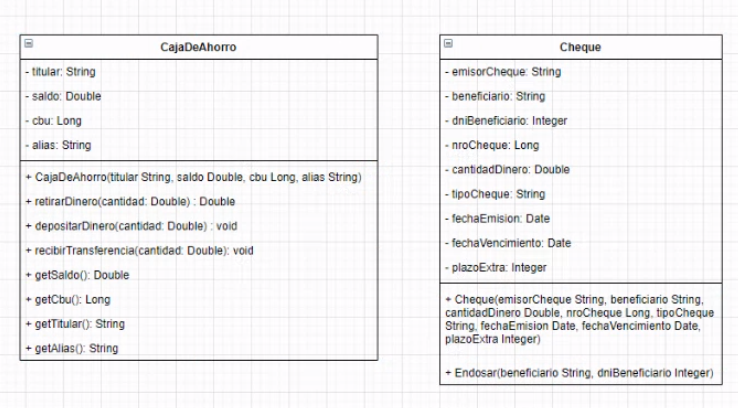 CajaDeAhorro
- titular: String
- saldo: Double
- cbu: Long
- alias: String
+ CajaDeAhorro(titular String, saldo Double, cbu Long, alias String)
+ retirarDinero(cantidad: Double) : Double
+ depositarDinero(cantidad: Double) : void
+ recibirTransferencia(cantidad: Double): void
+ getSaldo(): Double
+ getCbu(): Long
+ getTitular(): String
+ getAlias(): String
Cheque
- emisorCheque: String
- beneficiario: String
- dniBeneficiario: Integer
- nroCheque: Long
- cantidadDinero: Double
- tipoCheque: String
- fechaEmision: Date
- fechaVencimiento: Date
- plazoExtra: Integer
+ Cheque(emisorCheque String, beneficiario String,
cantidadDinero Double, nroCheque Long, tipoCheque
String, fechaEmision Date, fechaVencimiento Date,
plazoExtra Integer)
+ Endosar(beneficiario String, dniBeneficiario Integer)